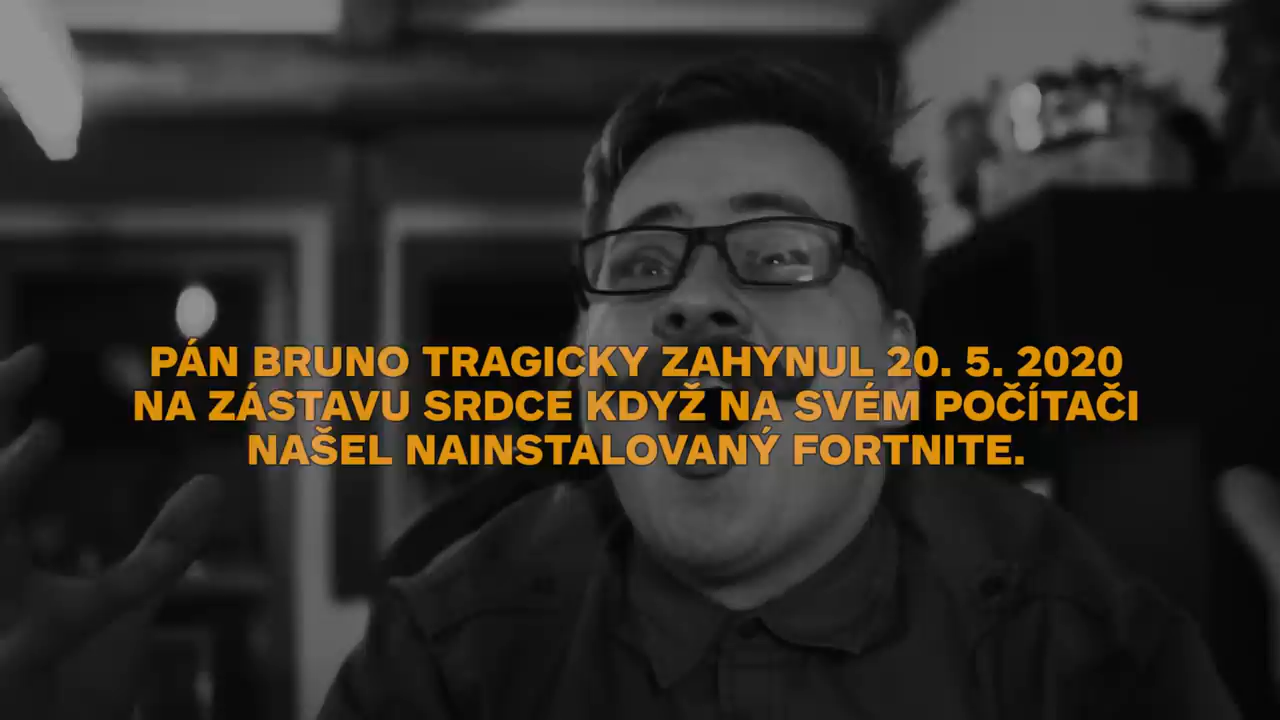 PÁN BRUNO TRAGICKY ZAHYNUL 20. 5. 2020
NA ZÁSTAVU SRDCE KDYŽ NA SVÉM POČÍTAČI
NAŠEL NAINSTALOVANÝ FORTNITE.